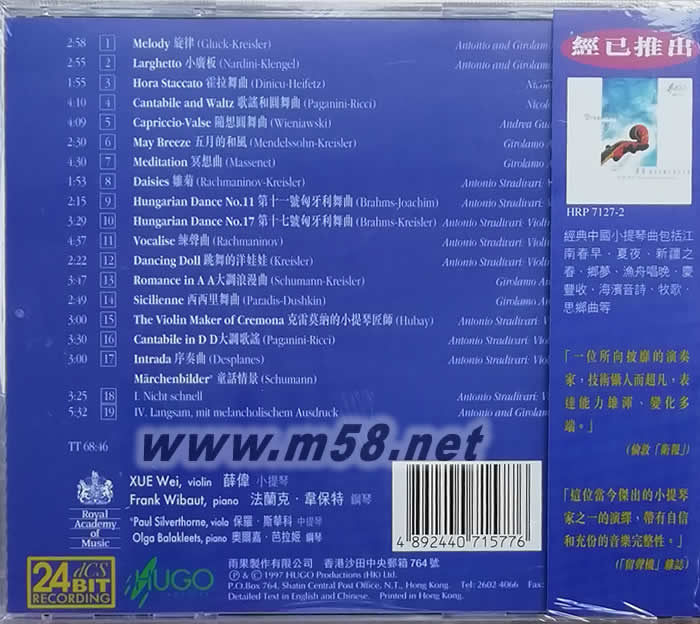 2:58 1 Melody 旋律 (Gluck-Kreisler) Antonio and Girolam
2:55 2 Larghetto 小廣板 (Nardini-Klengel) Antonio and Girolam
1:55 3 Hora Staccato 霍拉舞曲 (Dinicu-Heifetz) Nico
4:10 4 Cantabile and Waltz 歌謠和圓舞曲 (Paganini-Ricci) Nicol
4:09 5 Capriccio-Valse 隨想圓舞曲 (Wieniawski) Andrea Gu
2:30 6 May Breeze 五月的和風 (Mendelssohn-Kreisler) Girolamo A
4:30 7 Meditation 冥想曲 (Massenet) Girolamo
1:53 8 Daisies 雛菊 (Rachmaninov-Kreisler) Antonio Stradivari:
2:15 9 Hungarian Dance No.11 第十一號匈牙利舞曲 (Brahms-Joachim) Antonio Stradivari:
3:29 10 Hungarian Dance No.17 第十七號匈牙利舞曲 (Brahms-Kreisler) Antonio Stradivari: Violin
4:37 11 Vocalise 練聲曲 (Rachmaninov) Antonio Stradivari: Vio
2:22 12 Dancing Doll 跳舞的洋娃娃 (Kreisler) Antonio Stradivari: Vio
3:47 13 Romance in A A大調浪漫曲 (Schumann-Kreisler) Girolamo A
2:49 14 Sicilienne 西西里舞曲 (Paradis-Dushkin) Girolamo A
3:00 15 The Violin Maker of Cremona 克雷莫納的小提琴匠師 (Hubay) Antonio Stradivari: Vio
3:30 16 Cantabile in D D大調歌謠 (Paganini-Ricci) Antonio Stradivari: Vio
3:00 17 Intrada 序奏曲 (Desplanes) Antonio Stradivari: Vio
Märchenbilder* 童話情景 (Schumann)
3:25 18 I. Nicht schnell Antonio Stradivari: Vio
5:32 19 IV. Langsam, mit melancholischem Ausdruck Antonio and Girolam
TT 68:46
www.m58.net
XUE Wei, violin 薛偉 小提琴
Frank Wibaut, piano 法蘭克·韋保特 鋼琴
*Paul Silverthorne, viola 保羅·斯華科 中提琴
Olga Balakleets, piano 奧爾嘉·芭拉姬 鋼琴
Royal
Academy
of Music
4 892440 715776
24 dCS
BIT
RECORDING
HUGO
雨果製作有限公司 香港沙田中央郵箱764號
Ⓟ & © 1997 HUGO Productions (HK) Ltd.
P.O.Box 764, Shatin Central Post Office, N.T., Hong Kong. Tel: 2602 4066
Detailed Text in English and Chinese. Printed in Hong Kong.
經已推出
HRP 7127-2
經典中國小提琴曲包括江
南春早、夏夜、新疆之
春、鄉夢、漁舟唱晚、慶
豐收、海濱音詩、牧歌、
思鄉曲等
「一位所向披靡的演奏
家，技術懾人而超凡，表
達能力雄渾、變化多
端。」
(倫敦「衛報」)
「這位當今傑出的小提琴
家之一的演繹，帶有自信
和充份的音樂完整性。」
(「留聲機」雜誌)